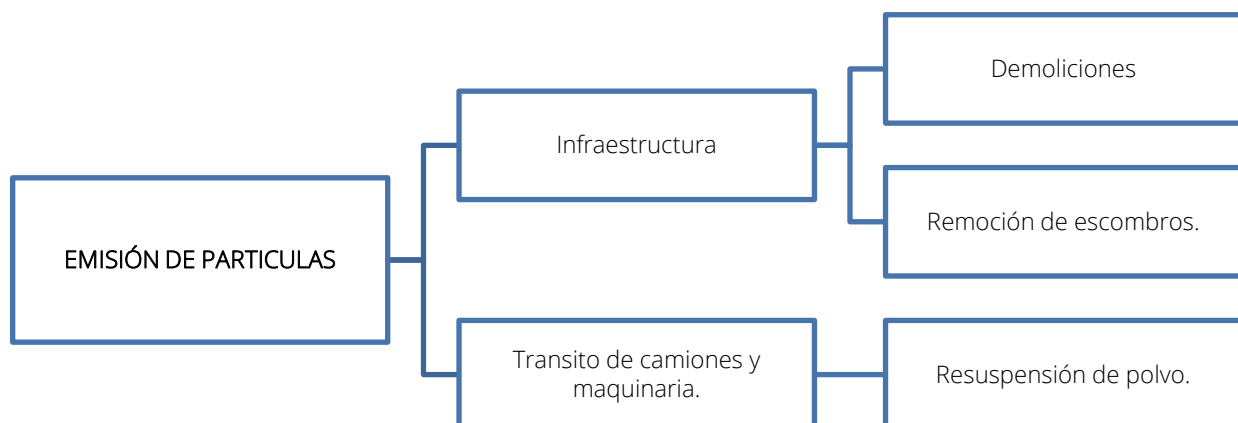 EMISIÓN DE PARTICULAS
Infraestructura
Demoliciones
Remoción de escombros.
Transito de camiones y
maquinaria.
Resuspensión de polvo.